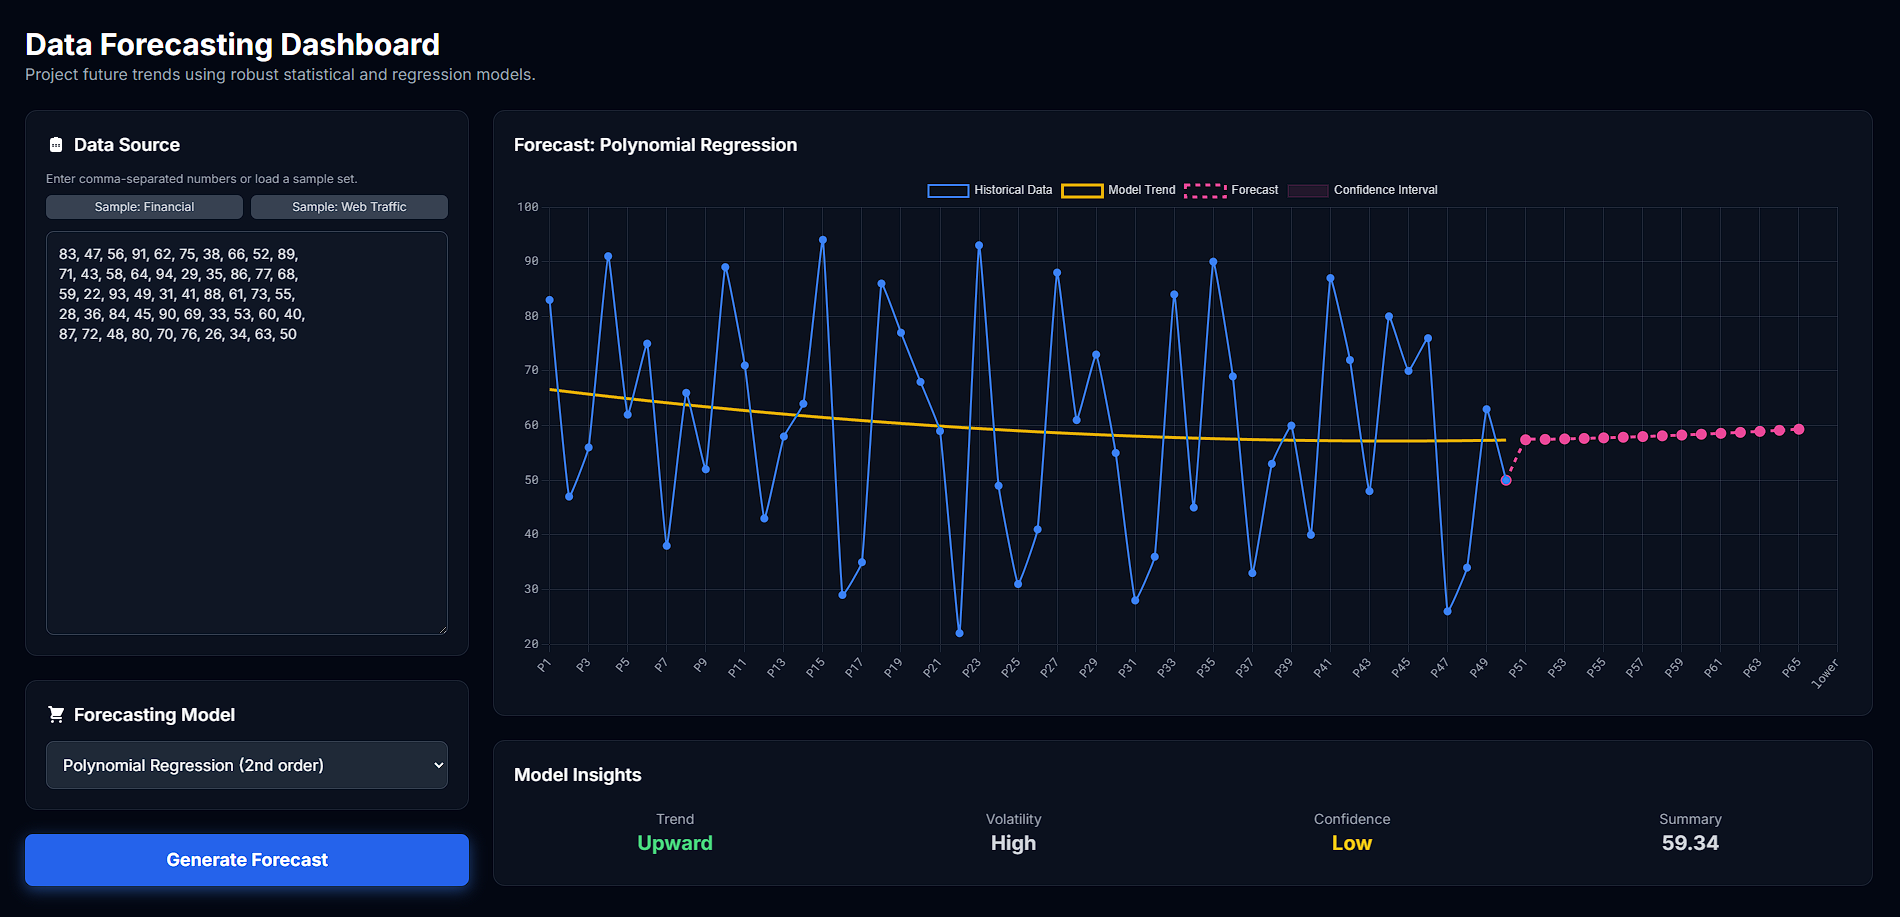 Data Forecasting Dashboard
Project future trends using robust statistical and regression models.
Data Source
Enter comma-separated numbers or load a sample set.
Sample: Financial
Sample: Web Traffic
83, 47, 56, 91, 62, 75, 38, 66, 52, 89,
71, 43, 58, 64, 94, 29, 35, 86, 77, 68,
59, 22, 93, 49, 31, 41, 88, 61, 73, 55,
28, 36, 84, 45, 90, 69, 33, 53, 60, 40,
87, 72, 48, 80, 70, 76, 26, 34, 63, 50
Forecasting Model
Polynomial Regression (2nd order)
Generate Forecast
Forecast: Polynomial Regression
Historical Data Model Trend Forecast Confidence Interval
100
90
80
70
60
50
40
30
20
P1 P3 P5 P7 P9 P11 P13 P15 P17 P19 P21 P23 P25 P27 P29 P31 P33 P35 P37 P39 P41 P43 P45 P47 P49 P51 P53 P55 P57 P59 P61 P63 P65 lower
Model Insights
Trend Volatility Confidence Summary
Upward High Low 59.34